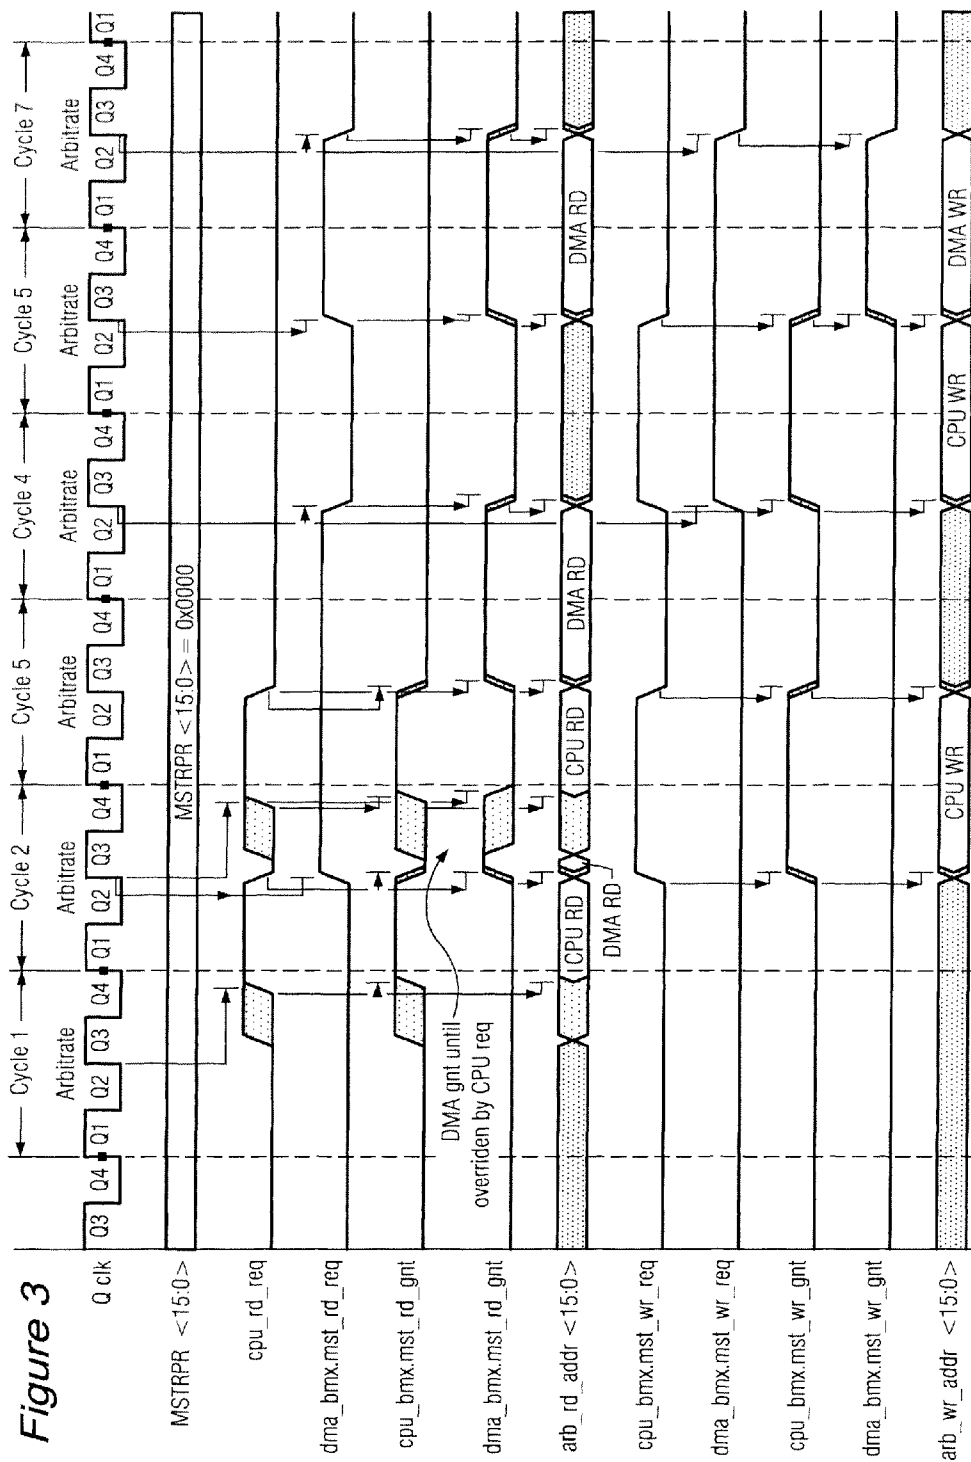 Figure 3
Cycle 1
Cycle 2
Cycle 5
Cycle 4
Cycle 5
Cycle 7
Arbitrate
Arbitrate
Arbitrate
Arbitrate
Arbitrate
Arbitrate
Q clk
Q3 Q4 Q1 Q2 Q3 Q4 Q1 Q2 Q3 Q4 Q1 Q2 Q3 Q4 Q1 Q2 Q3 Q4 Q1 Q2 Q3 Q4 Q1 Q2 Q3 Q4 Q1
MSTRPR <15:0>
MSTRPR <15:0> = 0x0000
cpu_rd_req
dma_bmx.mst_rd_req
cpu_bmx.mst_rd_gnt
DMA gnt until
overriden by CPU req
dma_bmx.mst_rd_gnt
arb_rd_addr <15:0>
CPU RD
DMA RD
CPU RD
DMA RD
DMA RD
cpu_bmx.mst_wr_req
dma_bmx.mst_wr_req
cpu_bmx.mst_wr_gnt
dma_bmx.mst_wr_gnt
arb_wr_addr <15:0>
CPU WR
CPU WR
DMA WR